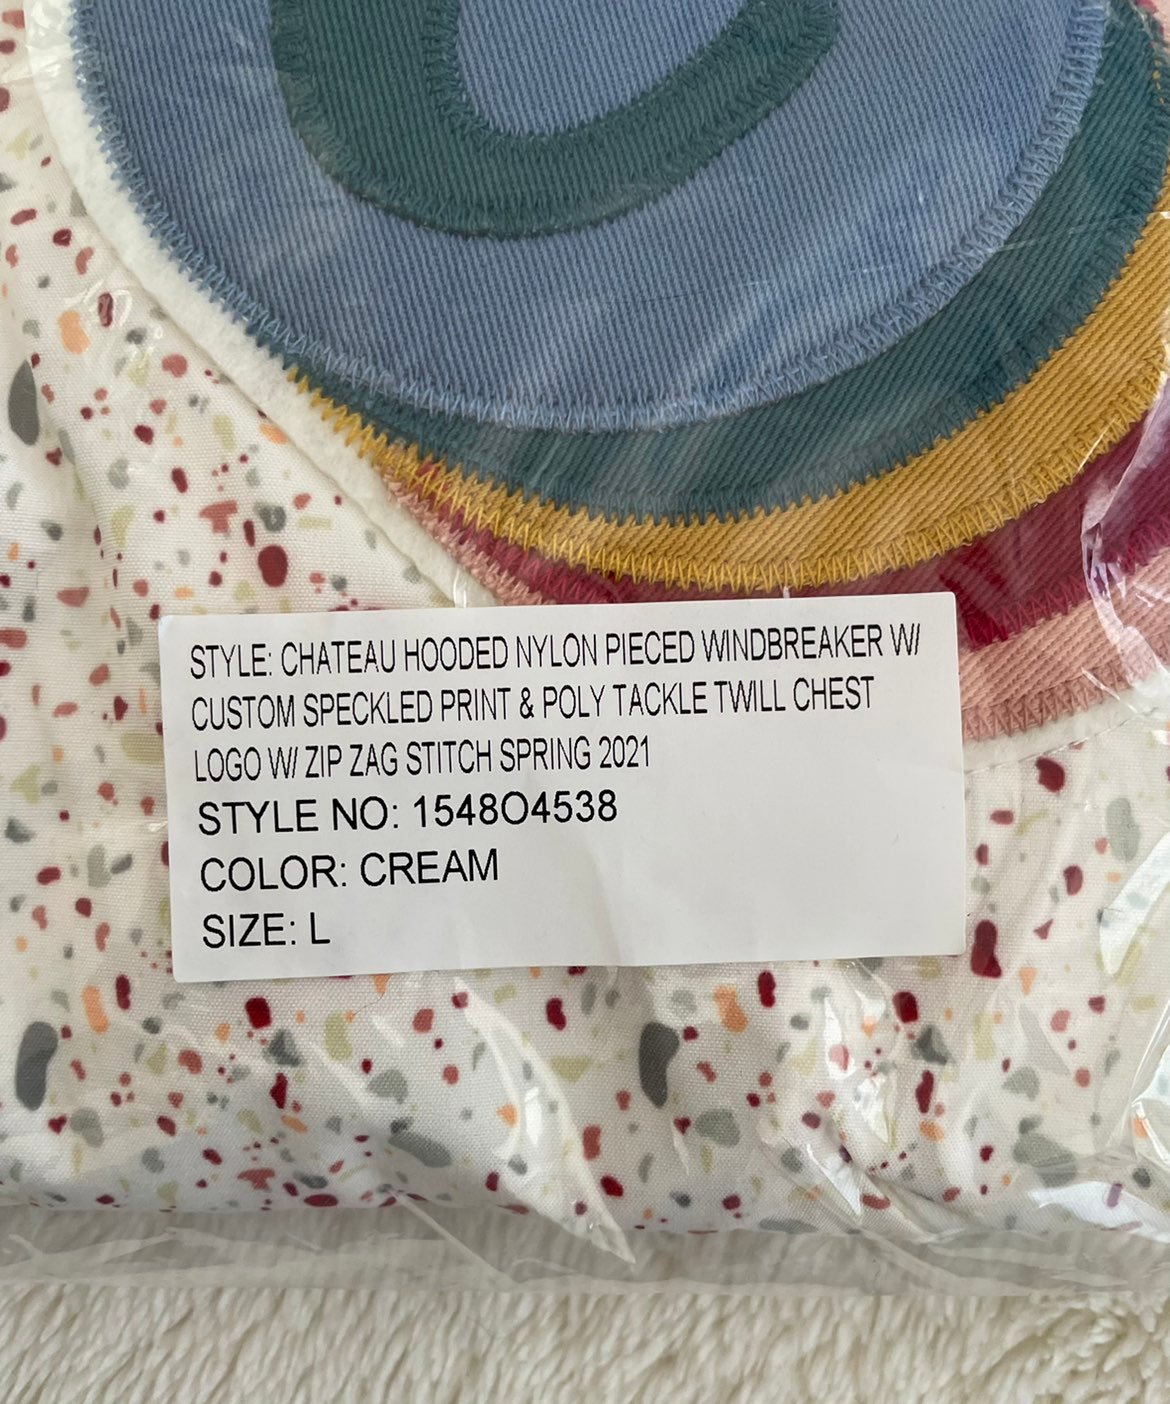 STYLE: CHATEAU HOODED NYLON PIECED WINDBREAKER W/
CUSTOM SPECKLED PRINT & POLY TACKLE TWILL CHEST
LOGO W/ ZIP ZAG STITCH SPRING 2021
STYLE NO: 1548O4538
COLOR: CREAM
SIZE: L